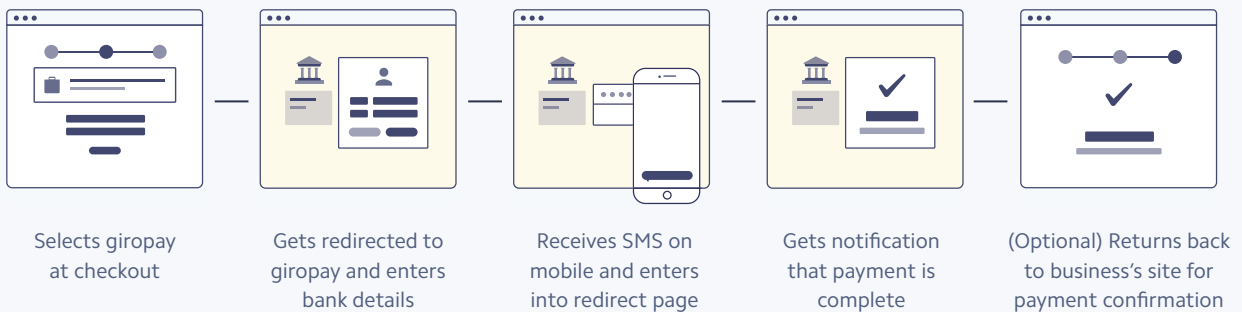 Selects giropay
at checkout
Gets redirected to
giropay and enters
bank details
Receives SMS on
mobile and enters
into redirect page
Gets notification
that payment is
complete
(Optional) Returns back
to business's site for
payment confirmation